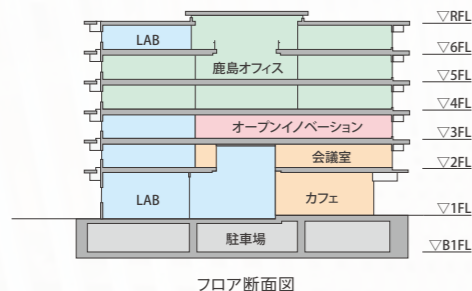 ▽RFL
LAB
▽6FL
鹿島オフィス
▽5FL
▽4FL
オープンイノベーション
▽3FL
会議室
▽2FL
LAB
カフェ
▽1FL
駐車場
▽B1FL
フロア断面図